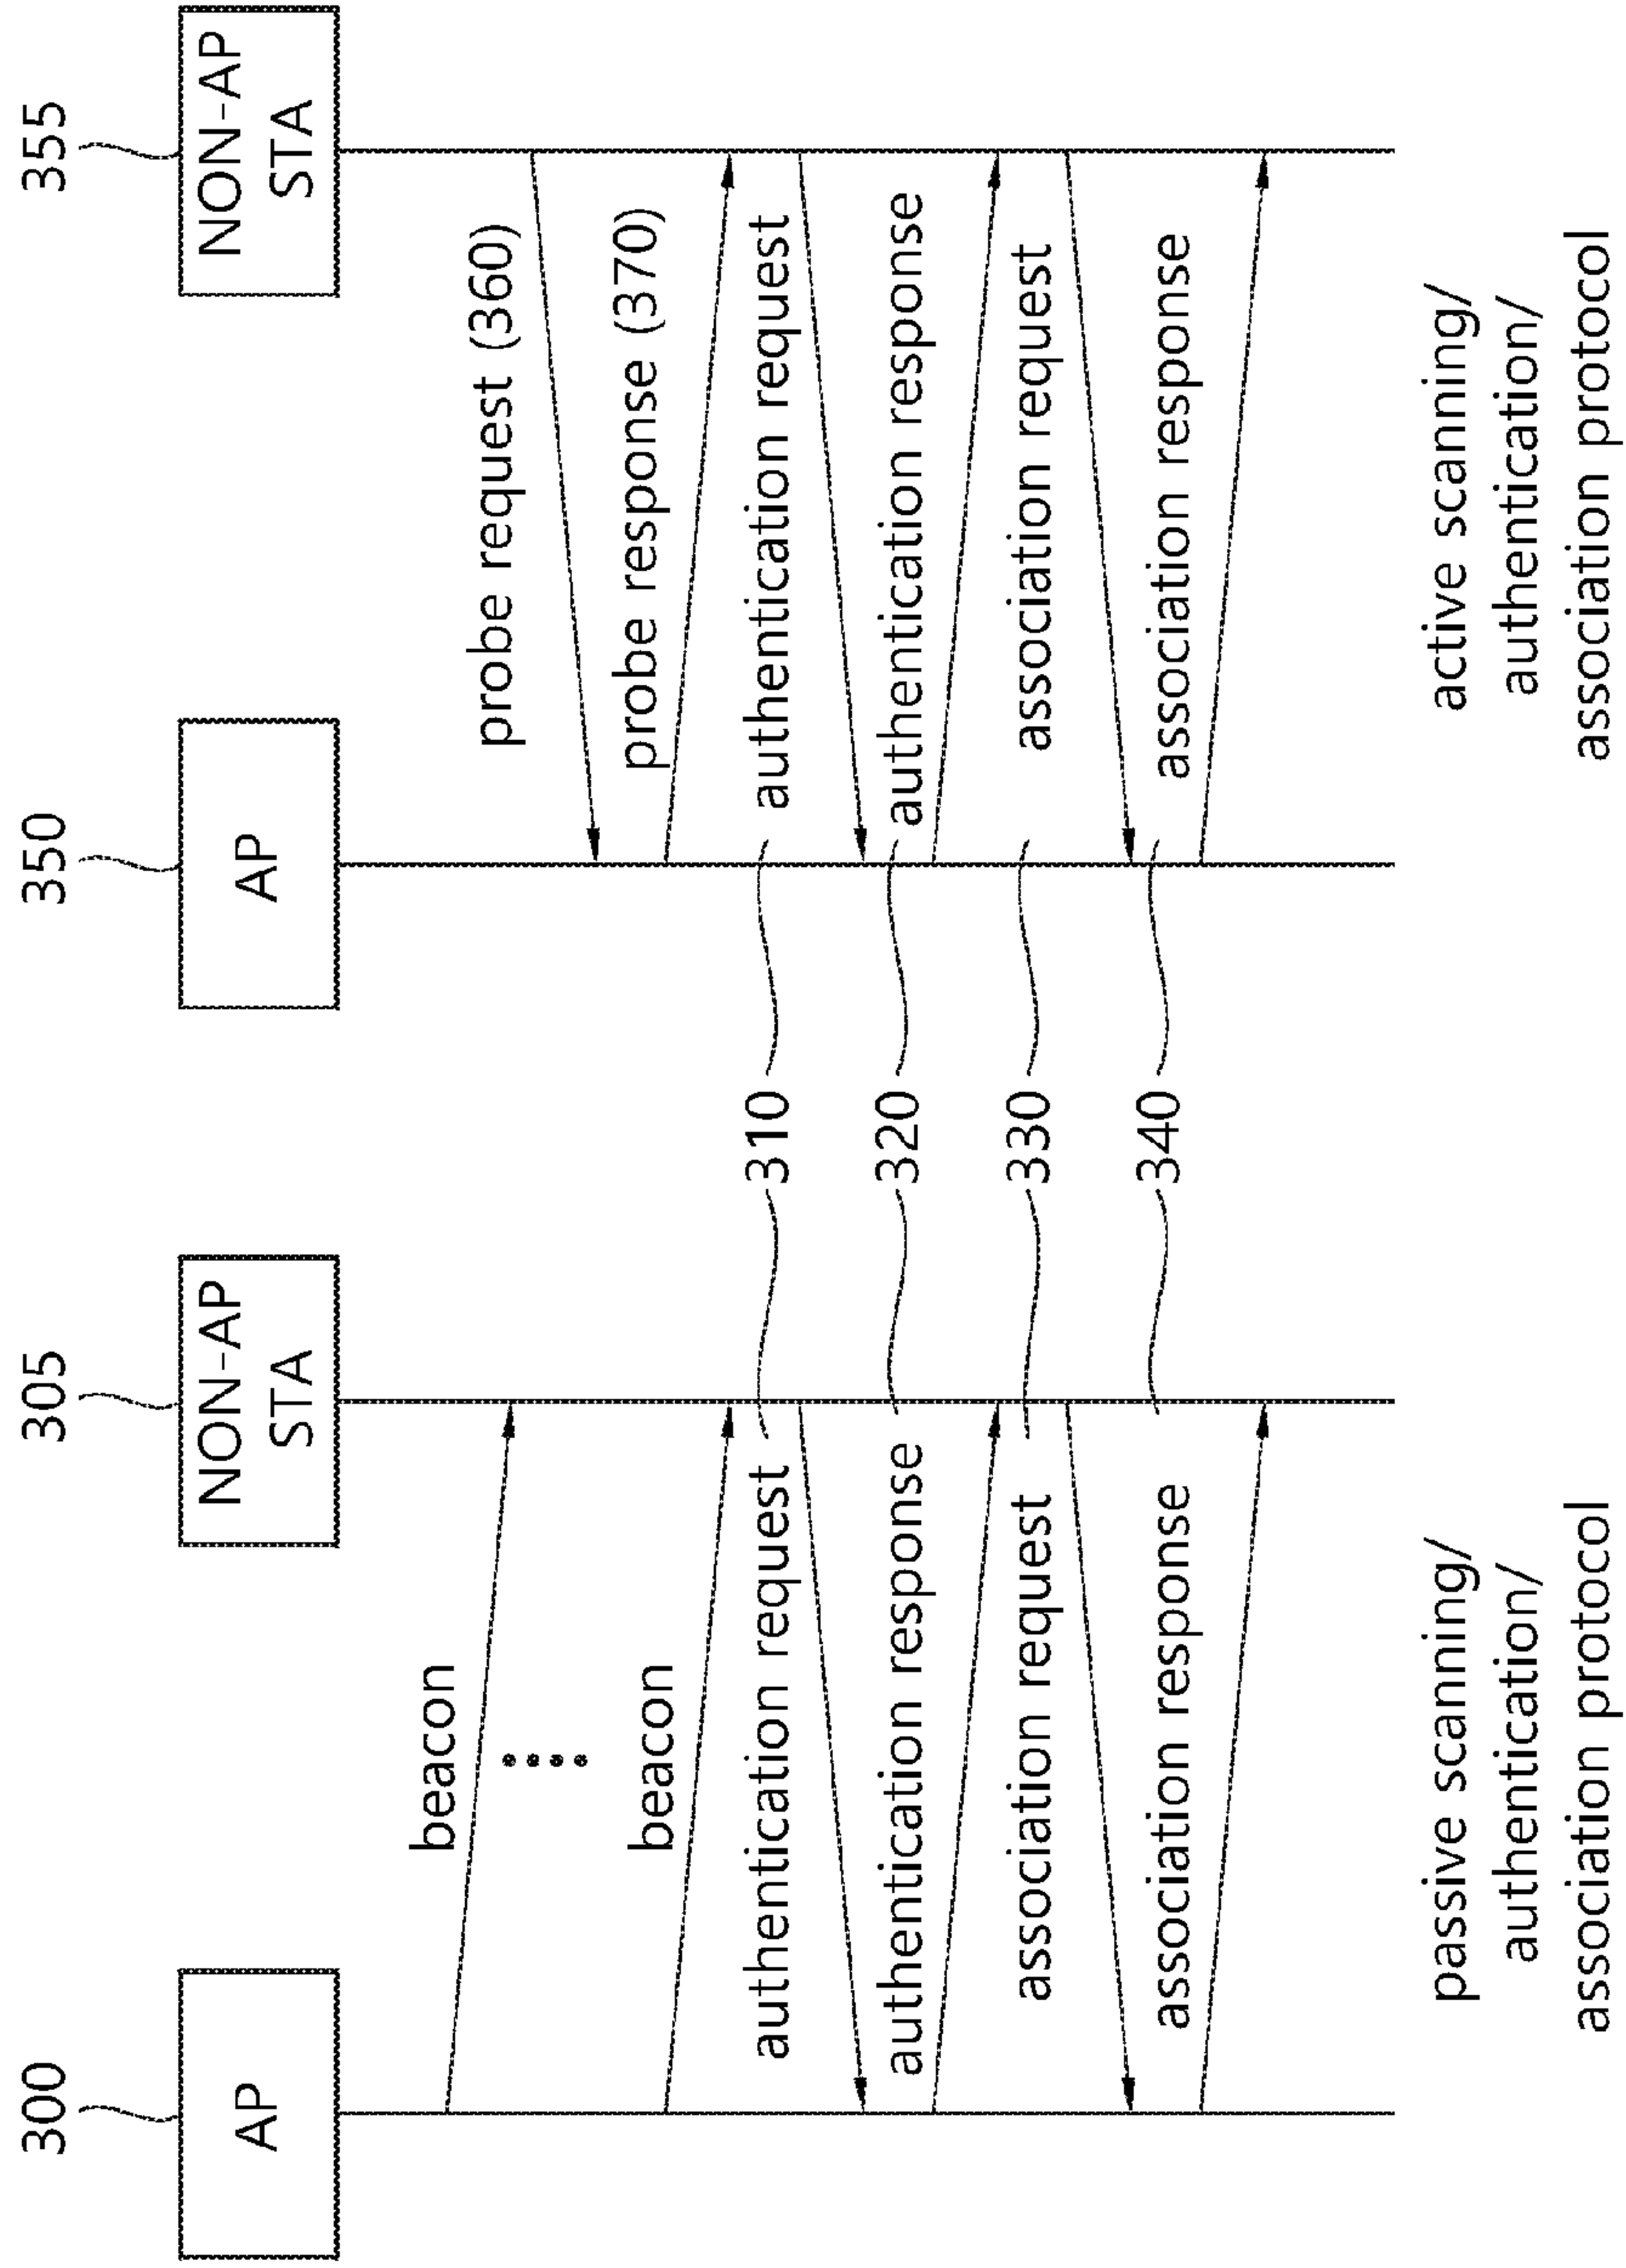 300
305
350
355
AP
NON-AP
STA
AP
NON-AP
STA
beacon
probe request (360)
beacon
probe response (370)
authentication request
310
authentication request
authentication response
320
authentication response
association request
330
association request
association response
340
association response
passive scanning/
authentication/
association protocol
active scanning/
authentication/
association protocol